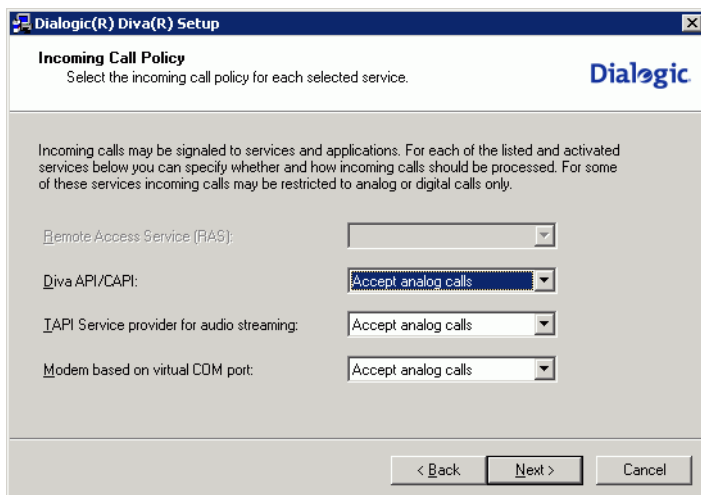 Dialogic(R) Diva(R) Setup
Incoming Call Policy
Select the incoming call policy for each selected service.
Dialogic
Incoming calls may be signaled to services and applications. For each of the listed and activated
services below you can specify whether and how incoming calls should be processed. For some
of these services incoming calls may be restricted to analog or digital calls only.
Remote Access Service (RAS):
Diva API/CAPI: Accept analog calls
TAPI Service provider for audio streaming: Accept analog calls
Modem based on virtual COM port: Accept analog calls
< Back Next > Cancel